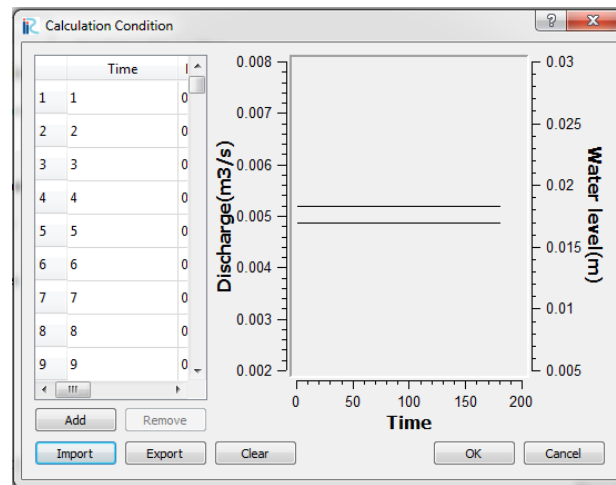 iRC Calculation Condition
Time
1 1 0
2 2 0
3 3 0
4 4 0
5 5 0
6 6 0
7 7 0
8 8 0
9 9 0
Add Remove
Import Export Clear OK Cancel
Discharge(m3/s)
0.008
0.007
0.006
0.005
0.004
0.003
0.002
0 50 100 150 200
Time
0.03
0.025
0.02
0.015
0.01
0.005
Water level(m)